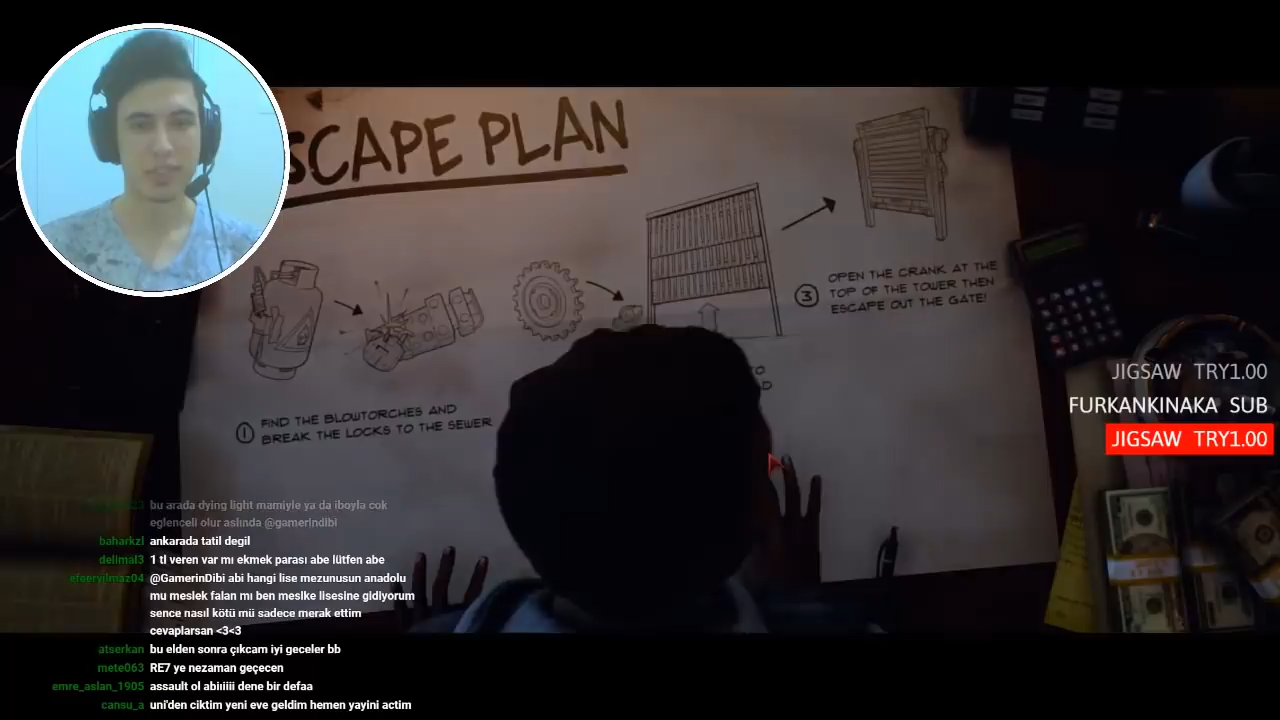 SCAPE PLAN
OPEN THE CRANK AT THE
3 TOP OF THE TOWER THEN
ESCAPE OUT THE GATE!
FIND THE BLOWTORCHES AND
1 BREAK THE LOCKS TO THE SEWER
JIGSAW TRY1.00
FURKANKINAKA SUB
JIGSAW TRY1.00
bu arada dying light mamiyle ya da iboyla cok
eglenceli olur aslında @gamerindibi
baharkzl ankarada tatil degil
delimal3 1 tl veren var mı ekmek parası abe lütfen abe
efeeryilmaz04 @GamerinDibi abi hangi lise mezunusun anadolu
mu meslek falan mı ben meslke lisesine gidiyorum
sence nasıl kötü mü sadece merak ettim
cevaplarsan <3<3
atserkan bu elden sonra çıkcam iyi geceler bb
mete063 RE7 ye nezaman geçecen
emre_aslan_1905 assault ol abiiiii dene bir defaa
cansu_a uni'den ciktim yeni eve geldim hemen yayini actim